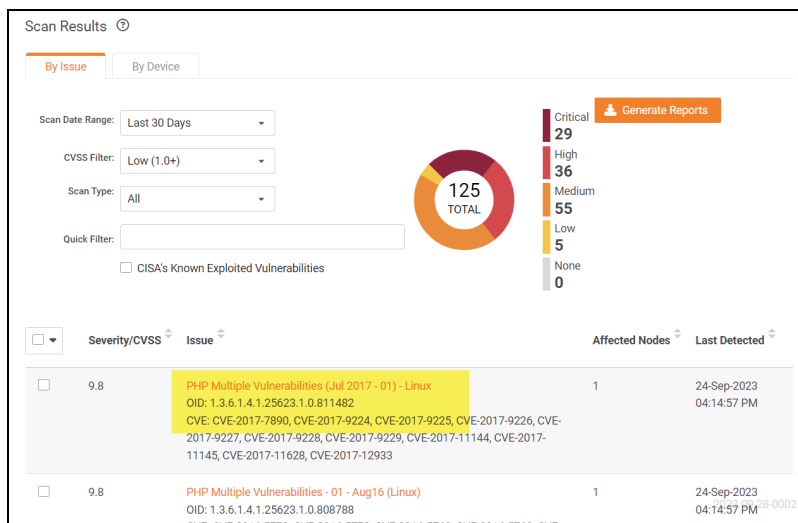 Scan Results
By Issue
By Device
Scan Date Range:
Last 30 Days
CVSS Filter:
Low (1.0+)
Scan Type:
All
Quick Filter:
CISA's Known Exploited Vulnerabilities
125
TOTAL
Critical
29
High
36
Medium
55
Low
5
None
0
Generate Reports
Severity/CVSS
Issue
Affected Nodes
Last Detected
9.8
PHP Multiple Vulnerabilities (Jul 2017 - 01) - Linux
OID: 1.3.6.1.4.1.25623.1.0.811482
CVE: CVE-2017-7890, CVE-2017-9224, CVE-2017-9225, CVE-2017-9226, CVE-
2017-9227, CVE-2017-9228, CVE-2017-9229, CVE-2017-11144, CVE-2017-
11145, CVE-2017-11628, CVE-2017-12933
1
24-Sep-2023
04:14:57 PM
9.8
PHP Multiple Vulnerabilities - 01 - Aug16 (Linux)
OID: 1.3.6.1.4.1.25623.1.0.808788
1
24-Sep-2023
04:14:57 PM